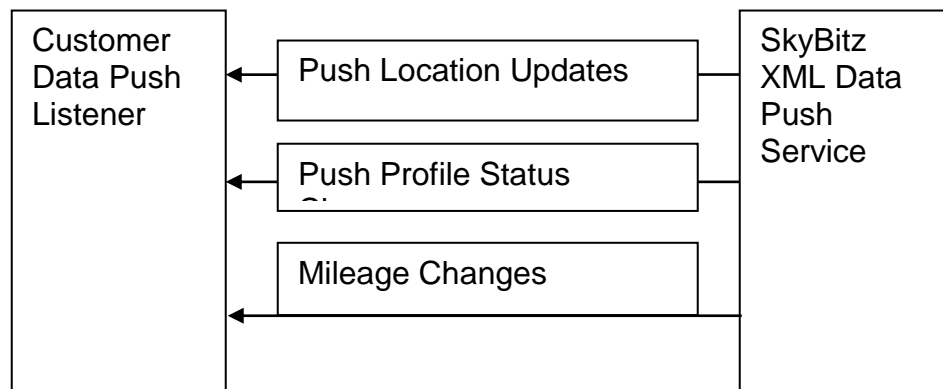 Customer
Data Push
Listener
Push Location Updates
Push Profile Status
Mileage Changes
SkyBitz
XML Data
Push
Service